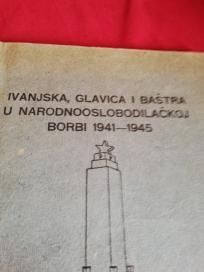 IVANJSKA, GLAVICA I BAŠTRA
U NARODNOOSLOBODILAČKOJ
BORBI 1941—1945